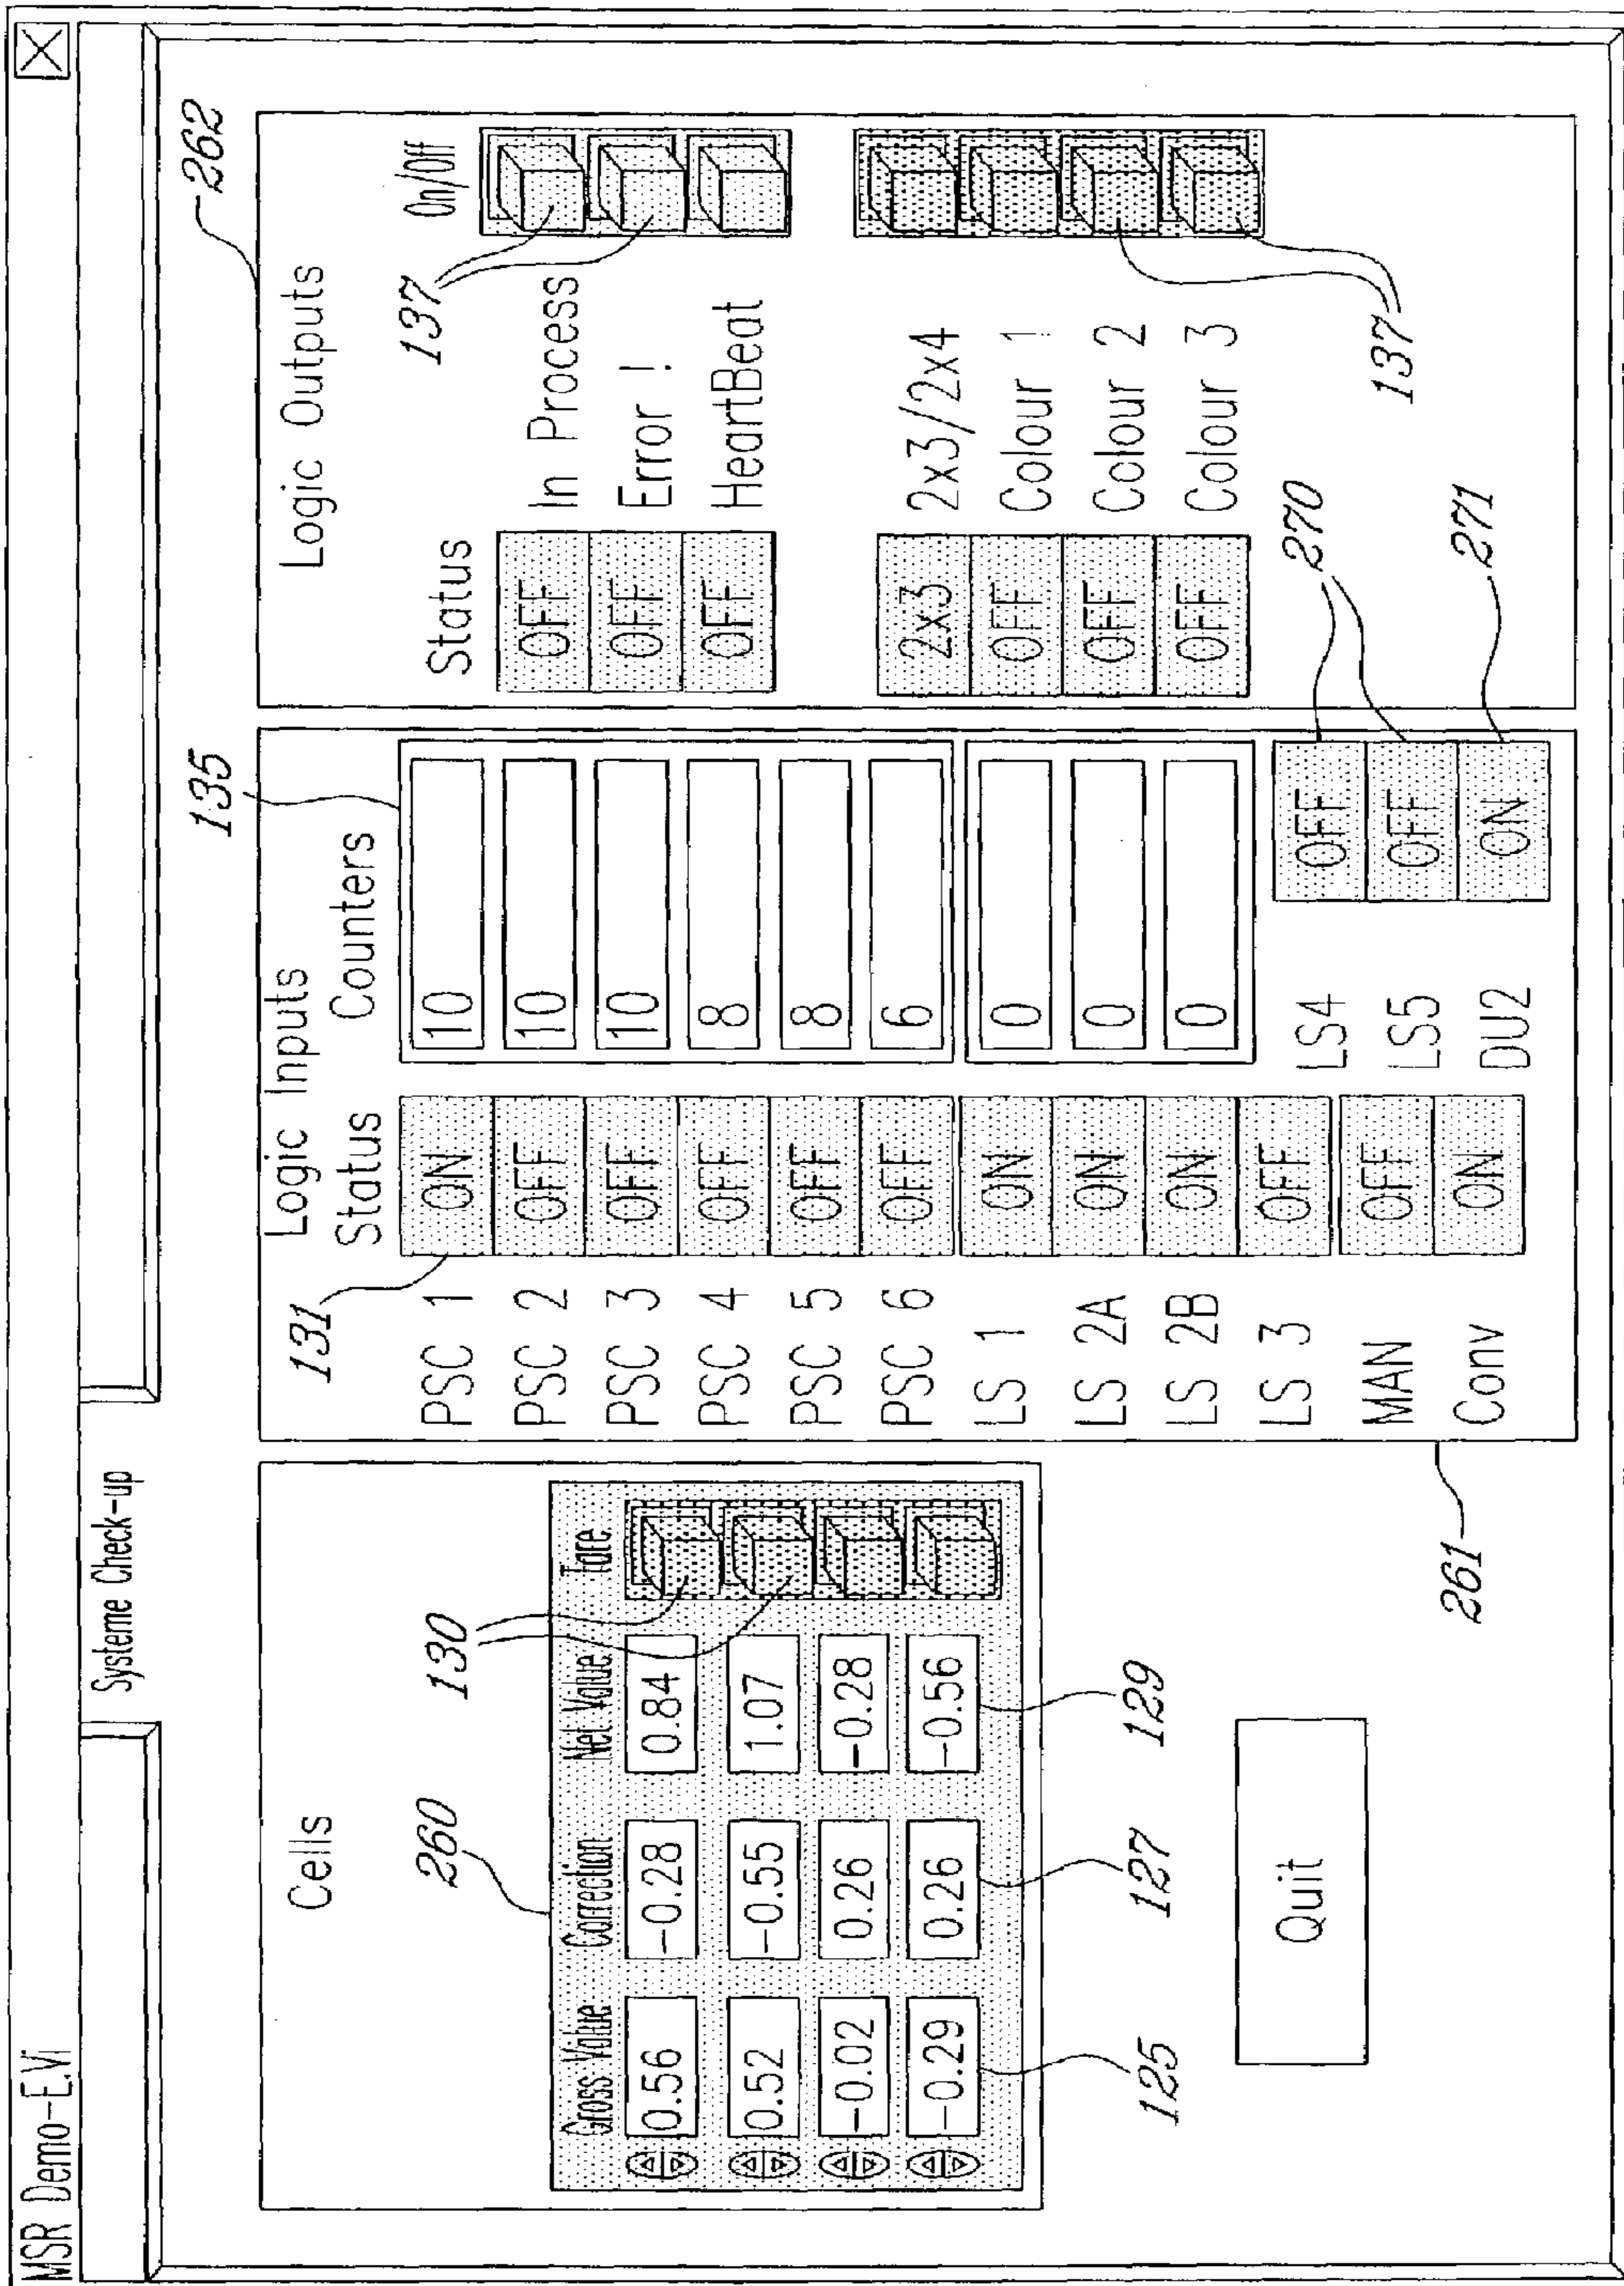 MSR Demo-E.Vi
Systeme Check-up
Cells
260
130
Gross Value Correction Net Value Tare
0.56 -0.28 0.84
0.52 -0.55 1.07
-0.02 0.26 -0.28
-0.29 0.26 -0.56
125
127
129
Quit
261
Logic Inputs
Status Counters
131
135
PSC 1 ON 10
PSC 2 OFF 10
PSC 3 OFF 10
PSC 4 OFF 8
PSC 5 OFF 8
PSC 6 OFF 6
LS 1 ON 0
LS 2A ON 0
LS 2B ON 0
LS 3 OFF LS4 OFF
MAN OFF LS5 OFF
Conv ON DU2 ON
270
271
262
Logic Outputs
Status On/Off
137
OFF In Process
OFF Error !
OFF HeartBeat
2x3 2x3/2x4
OFF Colour 1
OFF Colour 2
OFF Colour 3
137